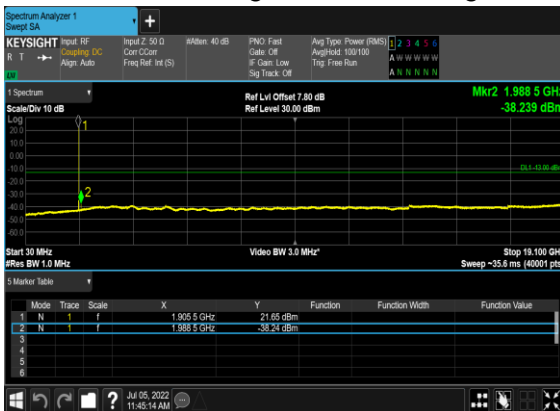 Spectrum Analyzer 1
Swept SA
KEYSIGHT Input: RF Input Z: 50 Ω #Atten: 40 dB PNO: Fast Avg Type: Power (RMS) 1 2 3 4 5 6
R T Coupling: DC Corr CCorr Gate: Off Avg|Hold: 100/100 A W W W W W
Align: Auto Freq Ref: Int (S) IF Gain: Low Trig: Free Run
LV Sig Track: Off A N N N N N
1 Spectrum Ref Lvl Offset 7.80 dB Mkr2 1.988 5 GHz
Scale/Div 10 dB Ref Level 30.00 dBm -38.239 dBm
Log
1
20.0
10.0
0.00
-10.0 DL1 -13.00 dBm
-20.0
-30.0 2
-40.0
-50.0
-60.0
Start 30 MHz Video BW 3.0 MHz* Stop 19.100 GH
#Res BW 1.0 MHz Sweep ~35.6 ms (40001 pts
5 Marker Table
Mode Trace Scale X Y Function Function Width Function Value
1 N 1 f 1.905 5 GHz 21.65 dBm
2 N 1 f 1.988 5 GHz -38.24 dBm
3
4
5
6
? Jul 05, 2022
11:45:14 AM